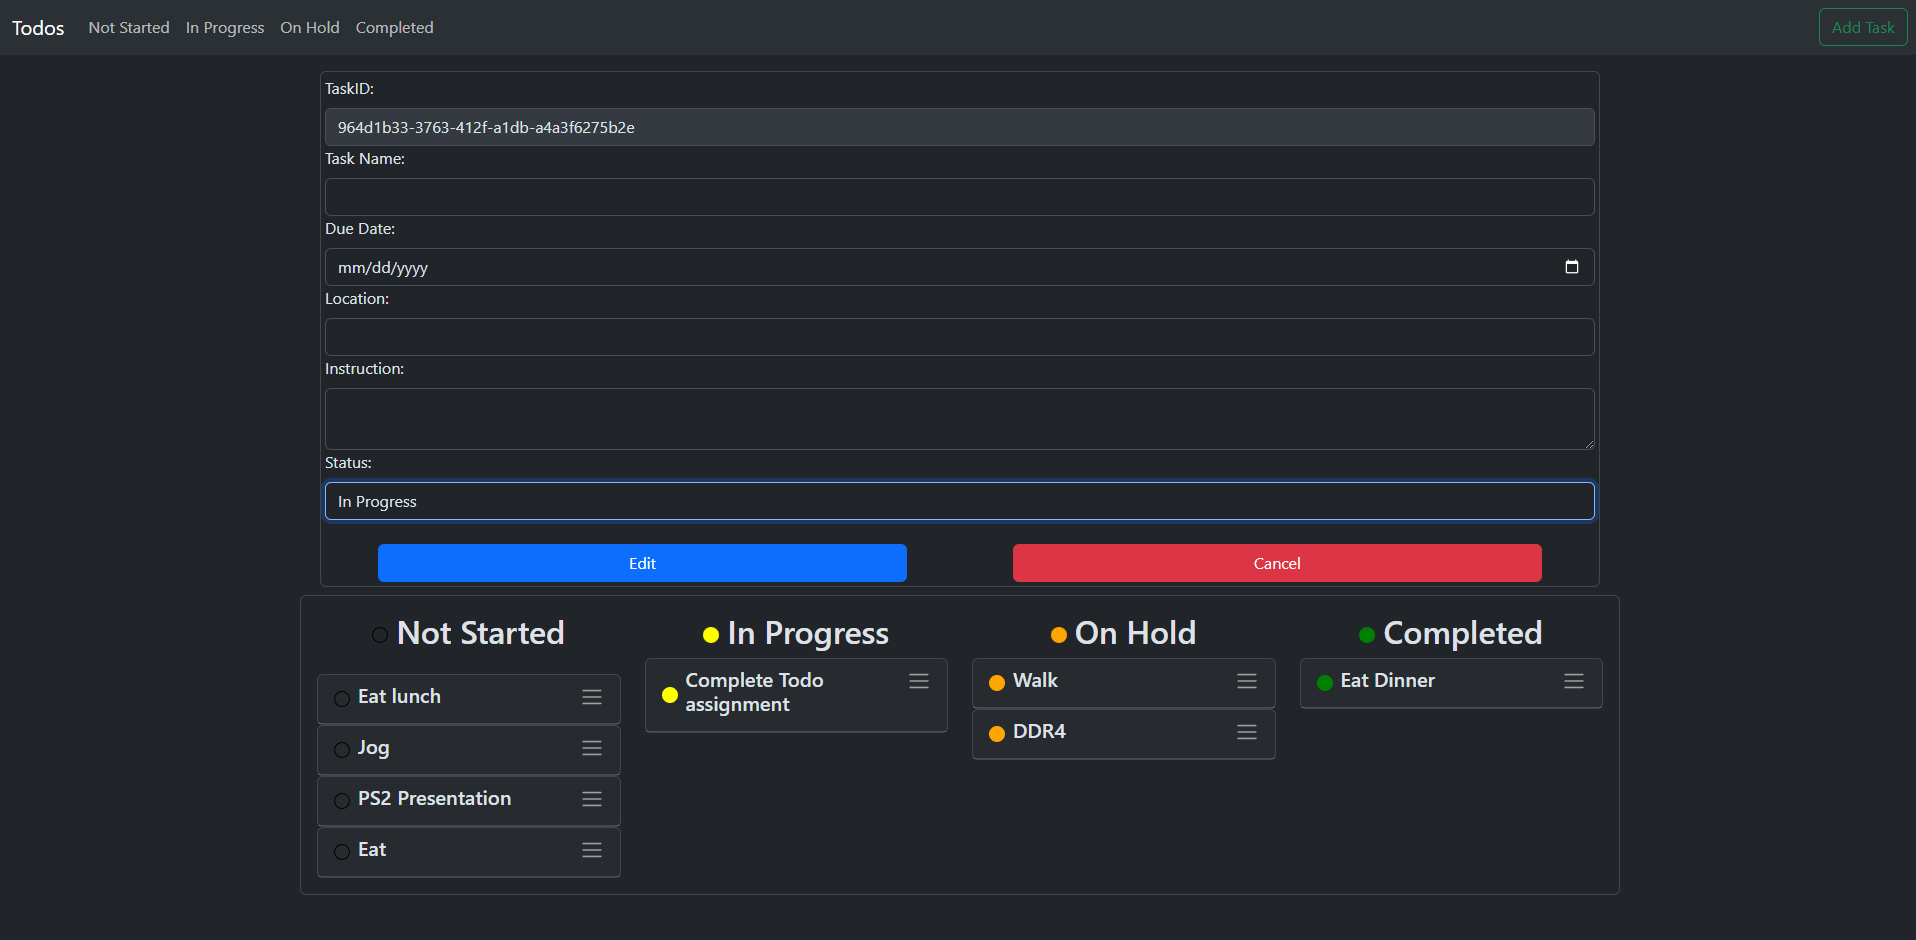 Todos Not Started In Progress On Hold Completed Add Task
TaskID:
964d1b33-3763-412f-a1db-a4a3f6275b2e
Task Name:
Due Date:
mm/dd/yyyy
Location:
Instruction:
Status:
In Progress
Edit Cancel
Not Started
Eat lunch
Jog
PS2 Presentation
Eat
In Progress
Complete Todo
assignment
On Hold
Walk
DDR4
Completed
Eat Dinner